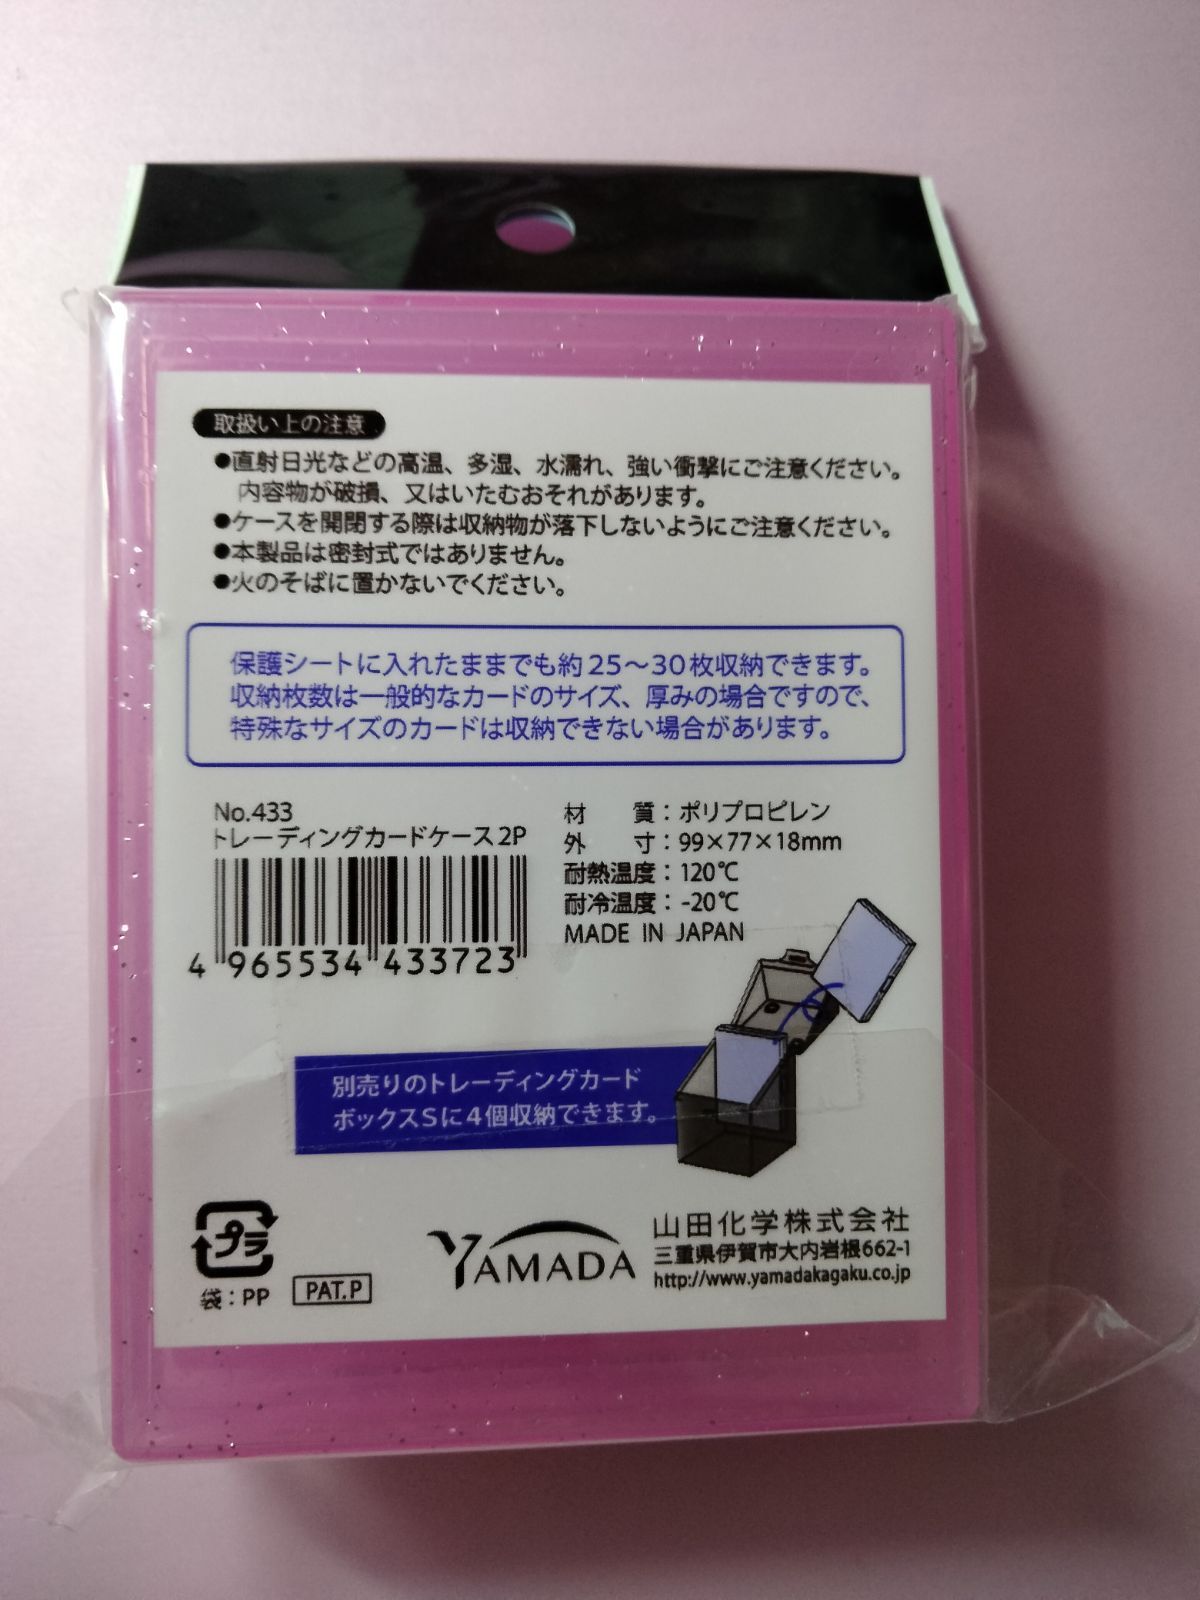 取扱い上の注意
●直射日光などの高温、多湿、水濡れ、強い衝撃にご注意ください。
内容物が破損、又はいたむおそれがあります。
●ケースを開閉する際は収納物が落下しないようにご注意ください。
●本製品は密封式ではありません。
●火のそばに置かないでください。
保護シートに入れたままでも約25～30枚収納できます。
収納枚数は一般的なカードのサイズ、厚みの場合ですので、
特殊なサイズのカードは収納できない場合があります。
No.433
トレーディングカードケース2P
4 965534 433723
材　質：ポリプロピレン
外　寸：99×77×18mm
耐熱温度：120℃
耐冷温度：-20℃
MADE IN JAPAN
別売りのトレーディングカード
ボックスSに4個収納できます。
プラ
袋：PP
PAT.P
YAMADA
山田化学株式会社
三重県伊賀市大内岩根662-1
http://www.yamadakagaku.co.jp